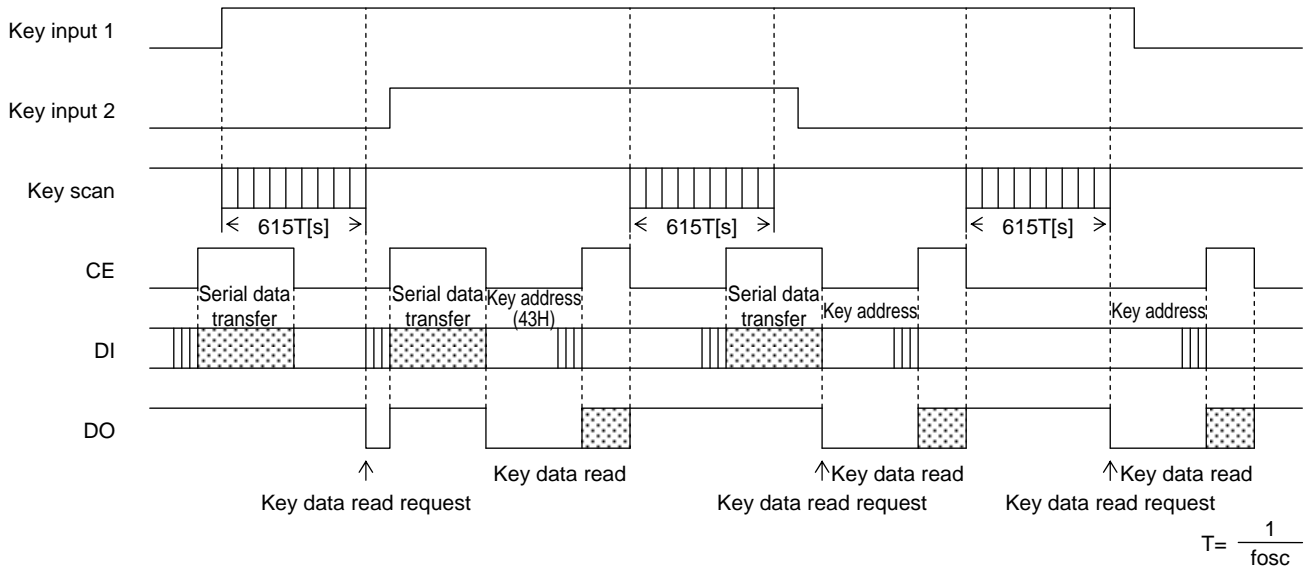 Key input 1
Key input 2
Key scan
615T[s]
615T[s]
615T[s]
CE
Serial data
transfer
Serial data
transfer
Key address
(43H)
Serial data
transfer
Key address
Key address
DI
DO
Key data read
Key data read
Key data read
Key data read request
Key data read request
Key data read request
T= 1
fosc